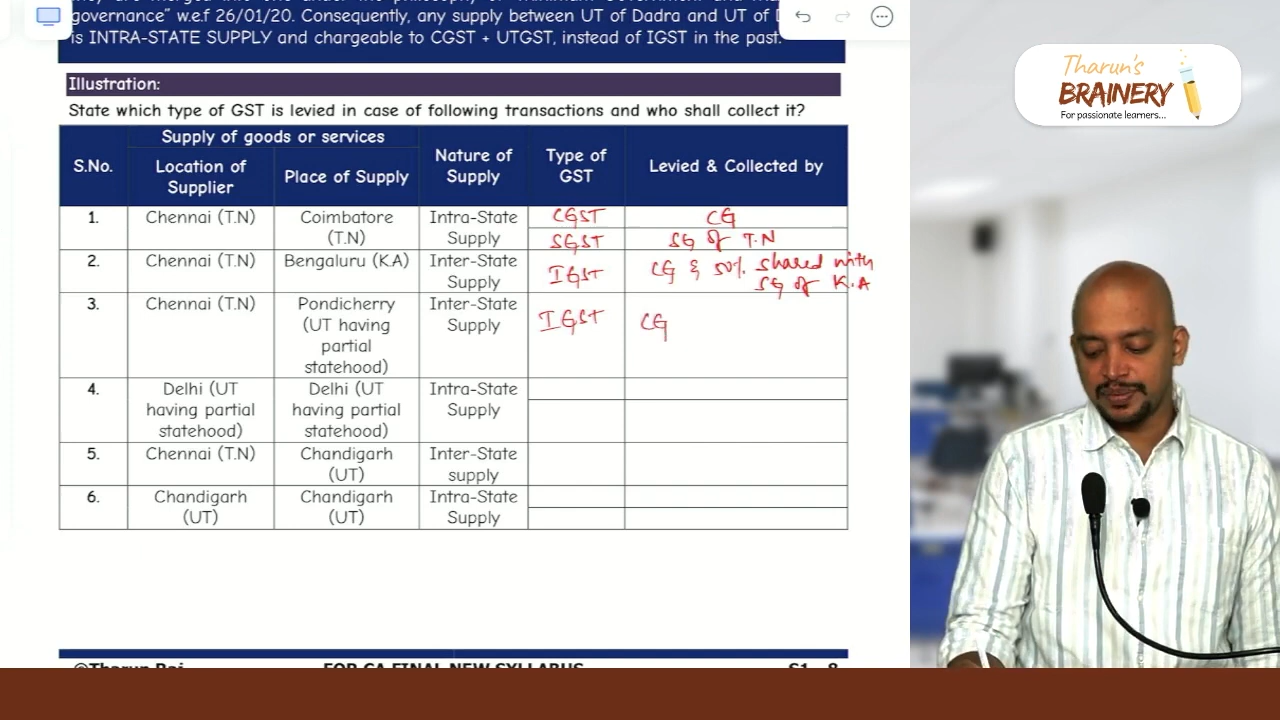 governance" w.e.f 26/01/20. Consequently, any supply between UT of Dadra and UT of
is INTRA-STATE SUPPLY and chargeable to CGST + UTGST, instead of IGST in the past.
Illustration:
State which type of GST is levied in case of following transactions and who shall collect it?
S.No. Supply of goods or services Nature of Supply Type of GST Levied & Collected by
Location of Supplier Place of Supply
1. Chennai (T.N) Coimbatore (T.N) Intra-State Supply CGST CG
SGST SG of T.N
2. Chennai (T.N) Bengaluru (K.A) Inter-State Supply IGST CG & 50% shared with SG of K.A
3. Chennai (T.N) Pondicherry (UT having partial statehood) Inter-State Supply IGST CG
4. Delhi (UT having partial statehood) Delhi (UT having partial statehood) Intra-State Supply
5. Chennai (T.N) Chandigarh (UT) Inter-State supply
6. Chandigarh (UT) Chandigarh (UT) Intra-State Supply
©Tharun Raj FOR CA FINAL NEW SYLLABUS S1 - 8
Tharun's
BRAINERY
For passionate learners...